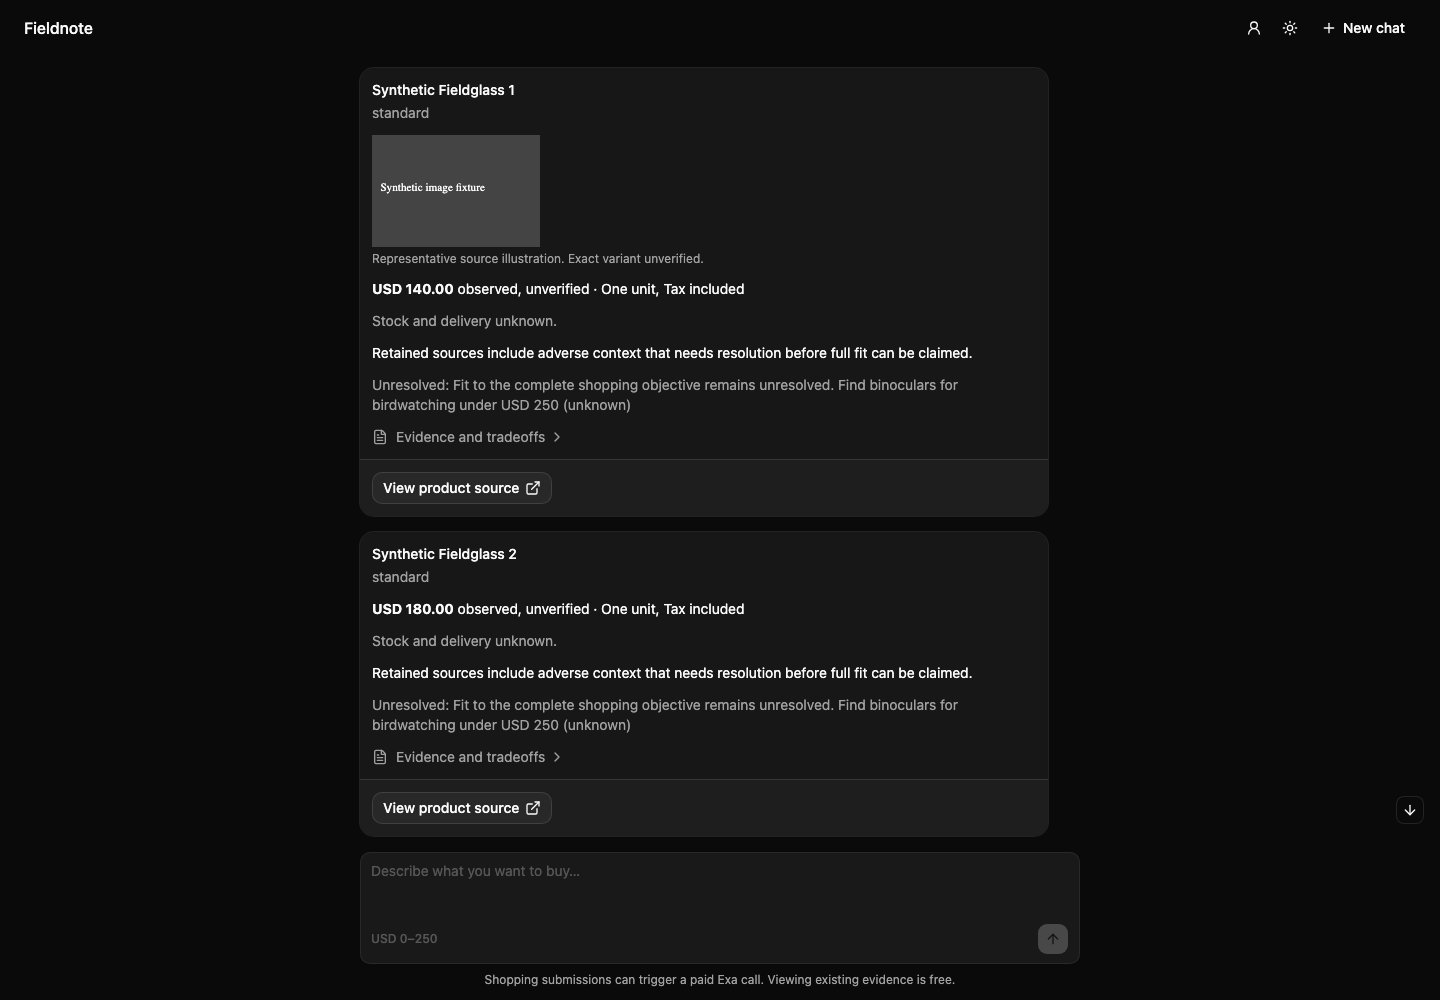 Fieldnote
New chat
Synthetic Fieldglass 1
standard
Synthetic image fixture
Representative source illustration. Exact variant unverified.
USD 140.00 observed, unverified · One unit, Tax included
Stock and delivery unknown.
Retained sources include adverse context that needs resolution before full fit can be claimed.
Unresolved: Fit to the complete shopping objective remains unresolved. Find binoculars for
birdwatching under USD 250 (unknown)
Evidence and tradeoffs
View product source
Synthetic Fieldglass 2
standard
USD 180.00 observed, unverified · One unit, Tax included
Stock and delivery unknown.
Retained sources include adverse context that needs resolution before full fit can be claimed.
Unresolved: Fit to the complete shopping objective remains unresolved. Find binoculars for
birdwatching under USD 250 (unknown)
Evidence and tradeoffs
View product source
Describe what you want to buy...
USD 0–250
Shopping submissions can trigger a paid Exa call. Viewing existing evidence is free.